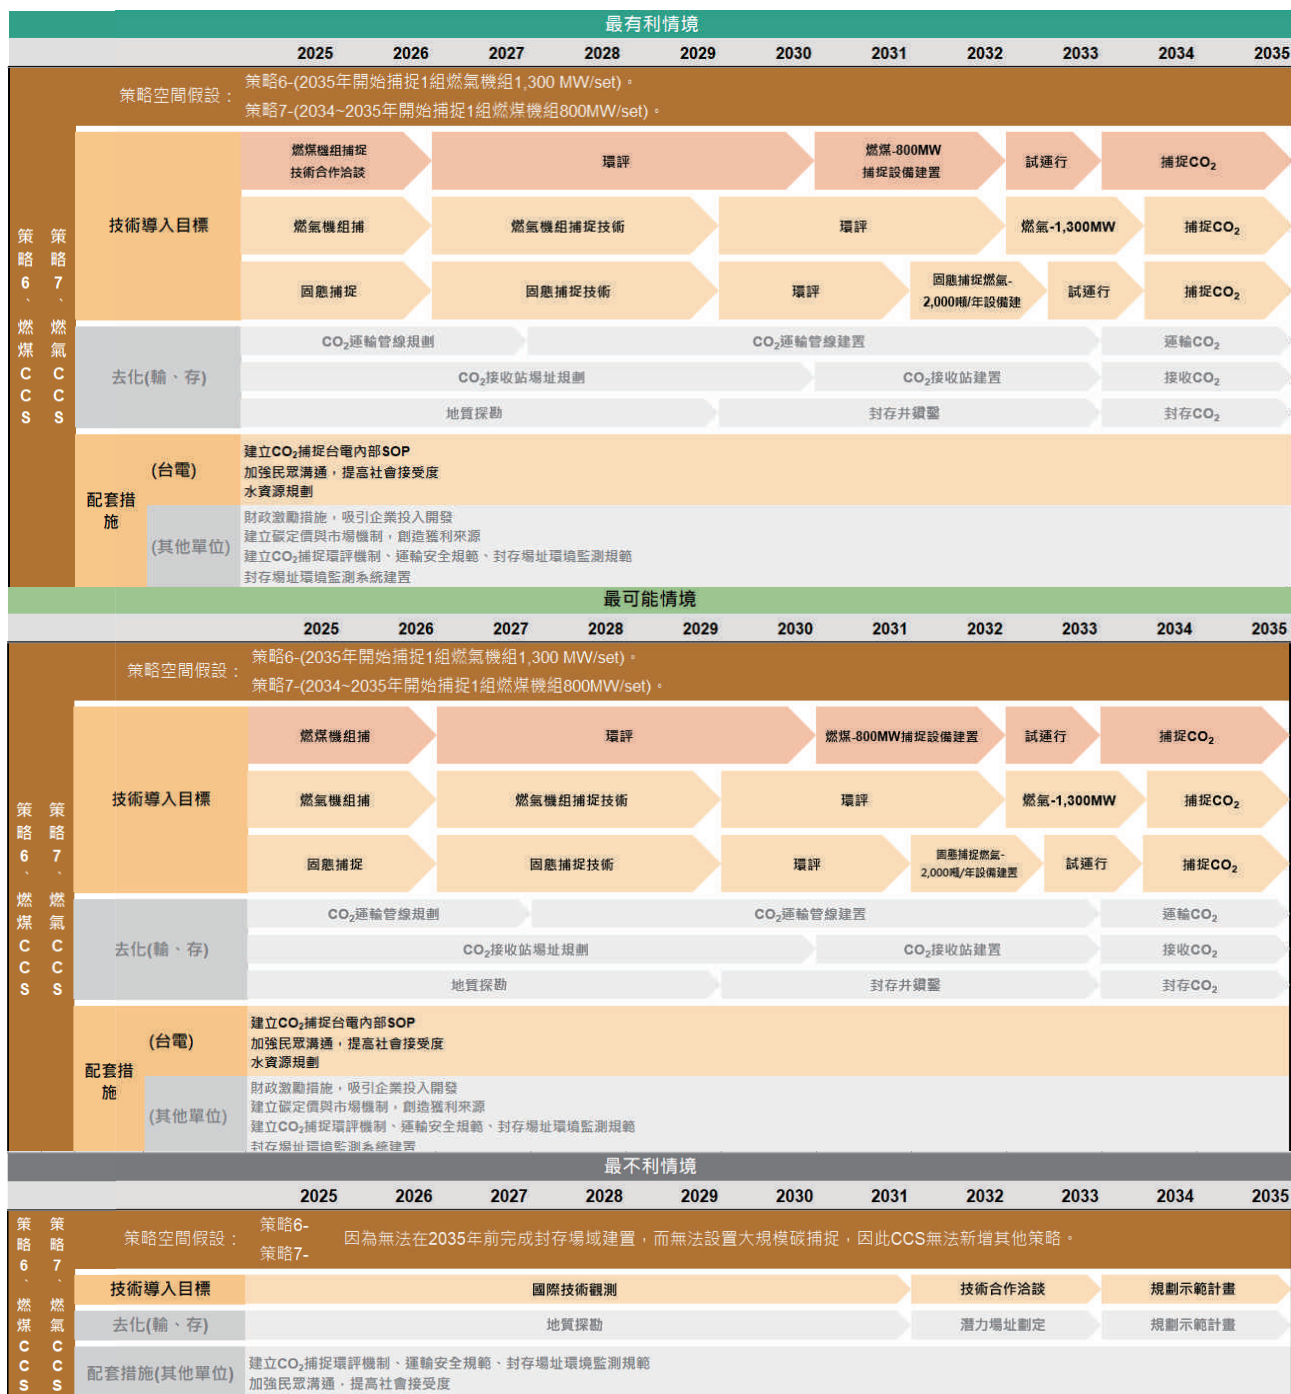 最有利情境
2025 2026 2027 2028 2029 2030 2031 2032 2033 2034 2035
策略6、燃煤CCS
策略7、燃氣CCS
策略空間假設：
策略6-(2035年開始捕捉1組燃氣機組1,300 MW/set)。
策略7-(2034~2035年開始捕捉1組燃煤機組800MW/set)。
技術導入目標
燃煤機組捕捉
技術合作洽談
環評
燃煤-800MW
捕捉設備建置
試運行
捕捉CO₂
燃氣機組捕
燃氣機組捕捉技術
環評
燃氣-1,300MW
捕捉CO₂
固態捕捉
固態捕捉技術
環評
固態捕捉燃氣-
2,000噸/年設備建
試運行
捕捉CO₂
去化(輸、存)
CO₂運輸管線規劃
CO₂運輸管線建置
運輸CO₂
CO₂接收站場址規劃
CO₂接收站建置
接收CO₂
地質探勘
封存井鑽鑿
封存CO₂
配套措
施
(台電)
建立CO₂捕捉台電內部SOP
加強民眾溝通，提高社會接受度
水資源規劃
(其他單位)
財政激勵措施，吸引企業投入開發
建立碳定價與市場機制，創造獲利來源
建立CO₂捕捉環評機制、運輸安全規範、封存場址環境監測規範
封存場址環境監測系統建置
最可能情境
2025 2026 2027 2028 2029 2030 2031 2032 2033 2034 2035
策略6、燃煤CCS
策略7、燃氣CCS
策略空間假設：
策略6-(2035年開始捕捉1組燃氣機組1,300 MW/set)。
策略7-(2034~2035年開始捕捉1組燃煤機組800MW/set)。
技術導入目標
燃煤機組捕
環評
燃煤-800MW捕捉設備建置
試運行
捕捉CO₂
燃氣機組捕
燃氣機組捕捉技術
環評
燃氣-1,300MW
捕捉CO₂
固態捕捉
固態捕捉技術
環評
固態捕捉燃氣-
2,000噸/年設備建置
試運行
捕捉CO₂
去化(輸、存)
CO₂運輸管線規劃
CO₂運輸管線建置
運輸CO₂
CO₂接收站場址規劃
CO₂接收站建置
接收CO₂
地質探勘
封存井鑽鑿
封存CO₂
配套措
施
(台電)
建立CO₂捕捉台電內部SOP
加強民眾溝通，提高社會接受度
水資源規劃
(其他單位)
財政激勵措施，吸引企業投入開發
建立碳定價與市場機制，創造獲利來源
建立CO₂捕捉環評機制、運輸安全規範、封存場址環境監測規範
封存場址環境監測系統建置
最不利情境
2025 2026 2027 2028 2029 2030 2031 2032 2033 2034 2035
策略6、燃煤CCS
策略7、燃氣CCS
策略空間假設：
策略6-
策略7-
因為無法在2035年前完成封存場域建置，而無法設置大規模碳捕捉，因此CCS無法新增其他策略。
技術導入目標
國際技術觀測
技術合作洽談
規劃示範計畫
去化(輸、存)
地質探勘
潛力場址劃定
規劃示範計畫
配套措施(其他單位)
建立CO₂捕捉環評機制、運輸安全規範、封存場址環境監測規範
加強民眾溝通，提高社會接受度